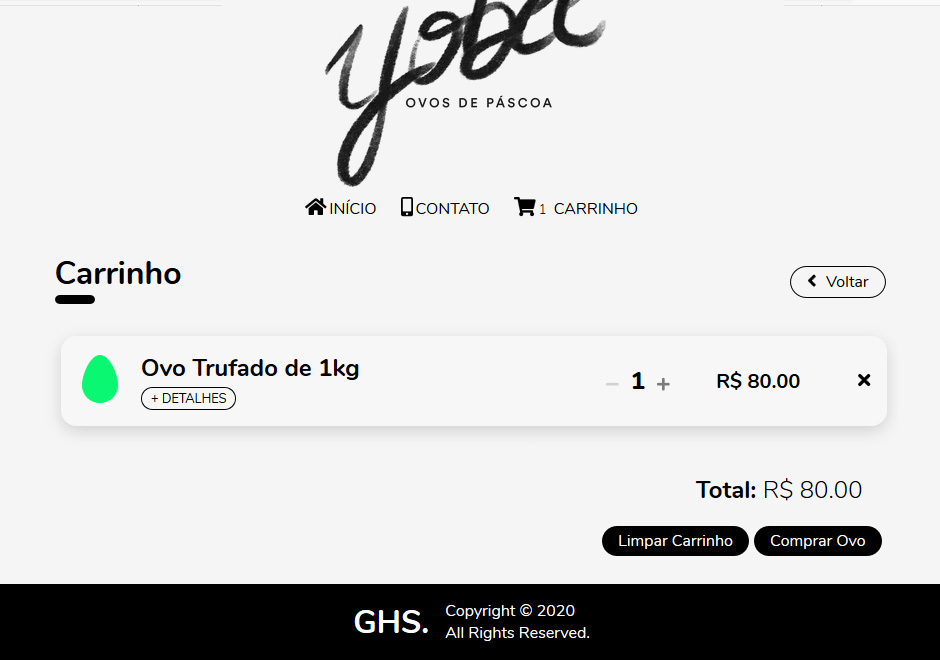 yobel
OVOS DE PÁSCOA
INÍCIO CONTATO 1 CARRINHO
Carrinho
Voltar
Ovo Trufado de 1kg
+ DETALHES
− 1 + R$ 80.00 ×
Total: R$ 80.00
Limpar Carrinho Comprar Ovo
GHS. Copyright © 2020
All Rights Reserved.